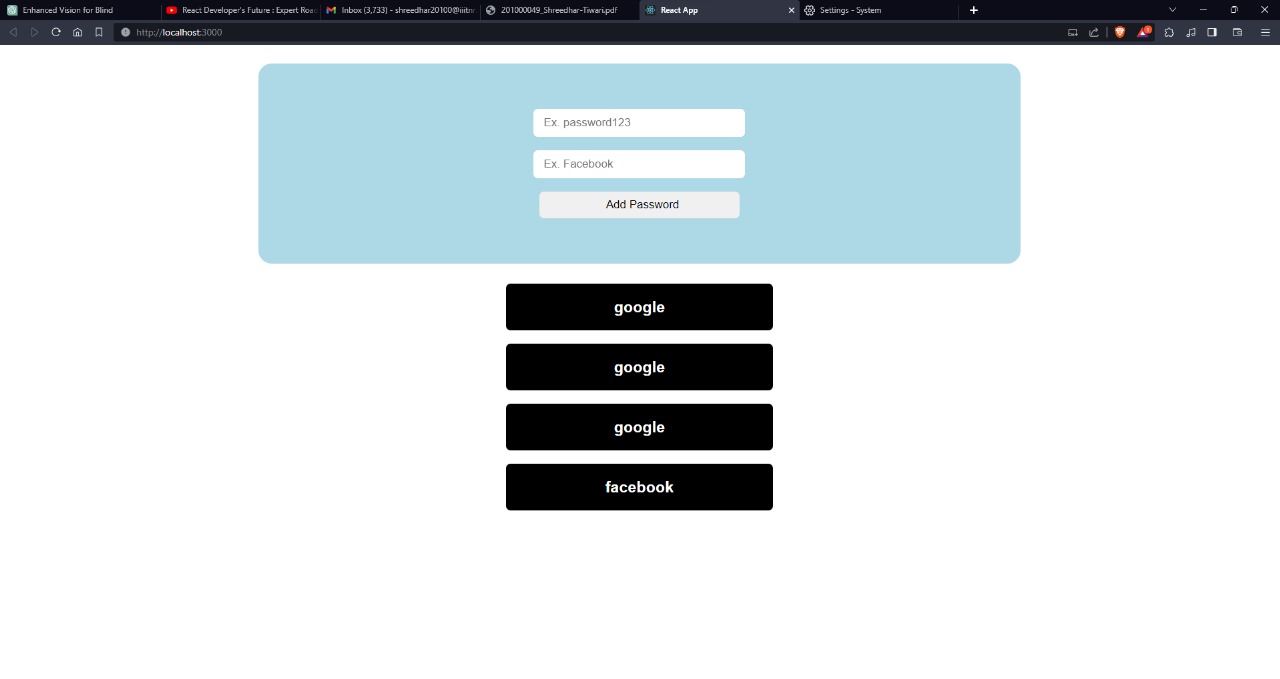 Enhanced Vision for Blind
React Developer's Future : Expert Roa
Inbox (3,733) - shreedhar20100@iiitn
201000049_Shreedhar-Tiwari.pdf
React App
Settings - System
http://localhost:3000
Ex. password123
Ex. Facebook
Add Password
google
google
google
facebook